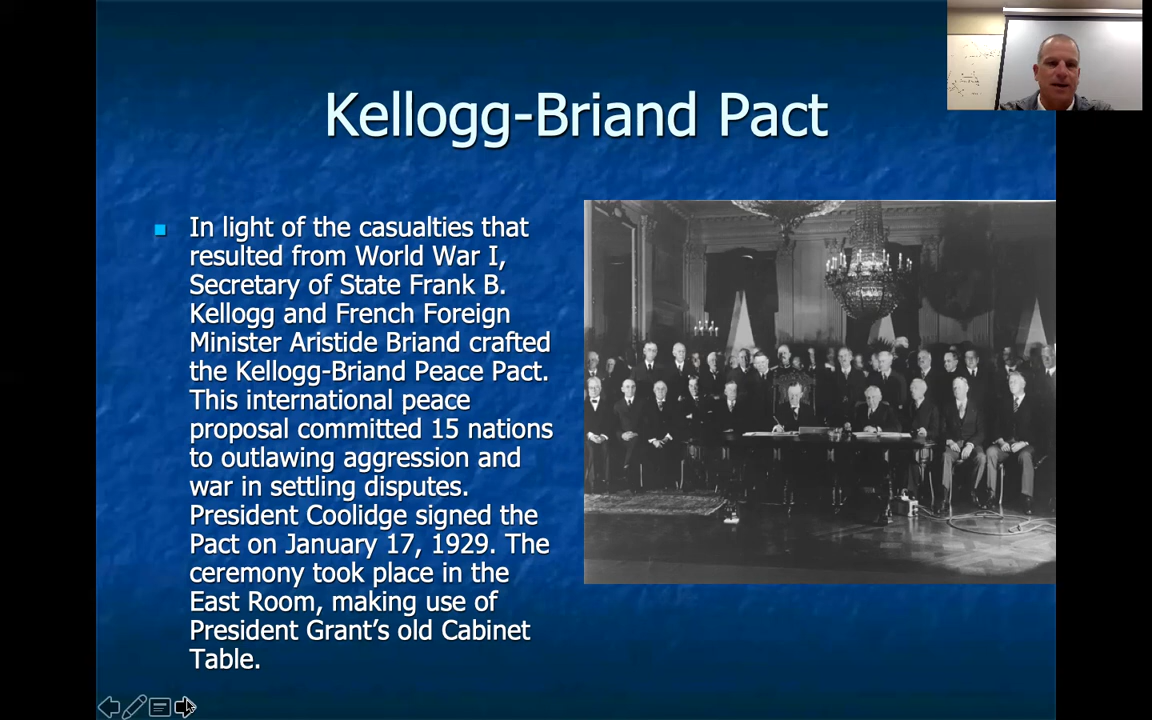 Kellogg-Briand Pact
In light of the casualties that
resulted from World War I,
Secretary of State Frank B.
Kellogg and French Foreign
Minister Aristide Briand crafted
the Kellogg-Briand Peace Pact.
This international peace
proposal committed 15 nations
to outlawing aggression and
war in settling disputes.
President Coolidge signed the
Pact on January 17, 1929. The
ceremony took place in the
East Room, making use of
President Grant’s old Cabinet
Table.